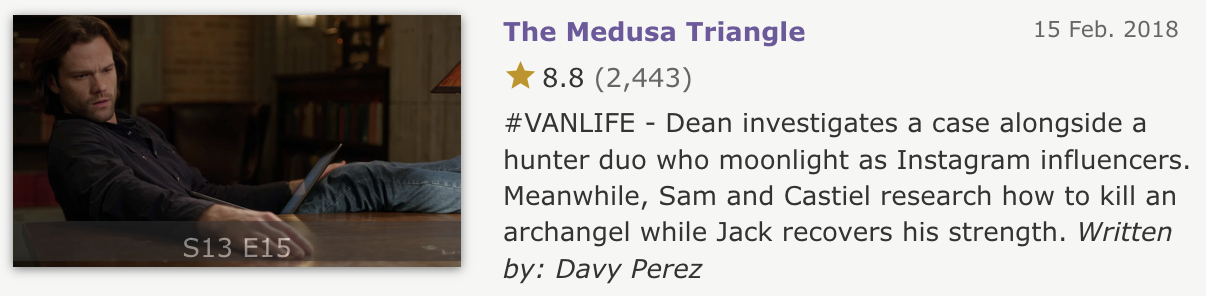 The Medusa Triangle
15 Feb. 2018
8.8 (2,443)
#VANLIFE - Dean investigates a case alongside a
hunter duo who moonlight as Instagram influencers.
Meanwhile, Sam and Castiel research how to kill an
archangel while Jack recovers his strength. Written
by: Davy Perez
S13 E15